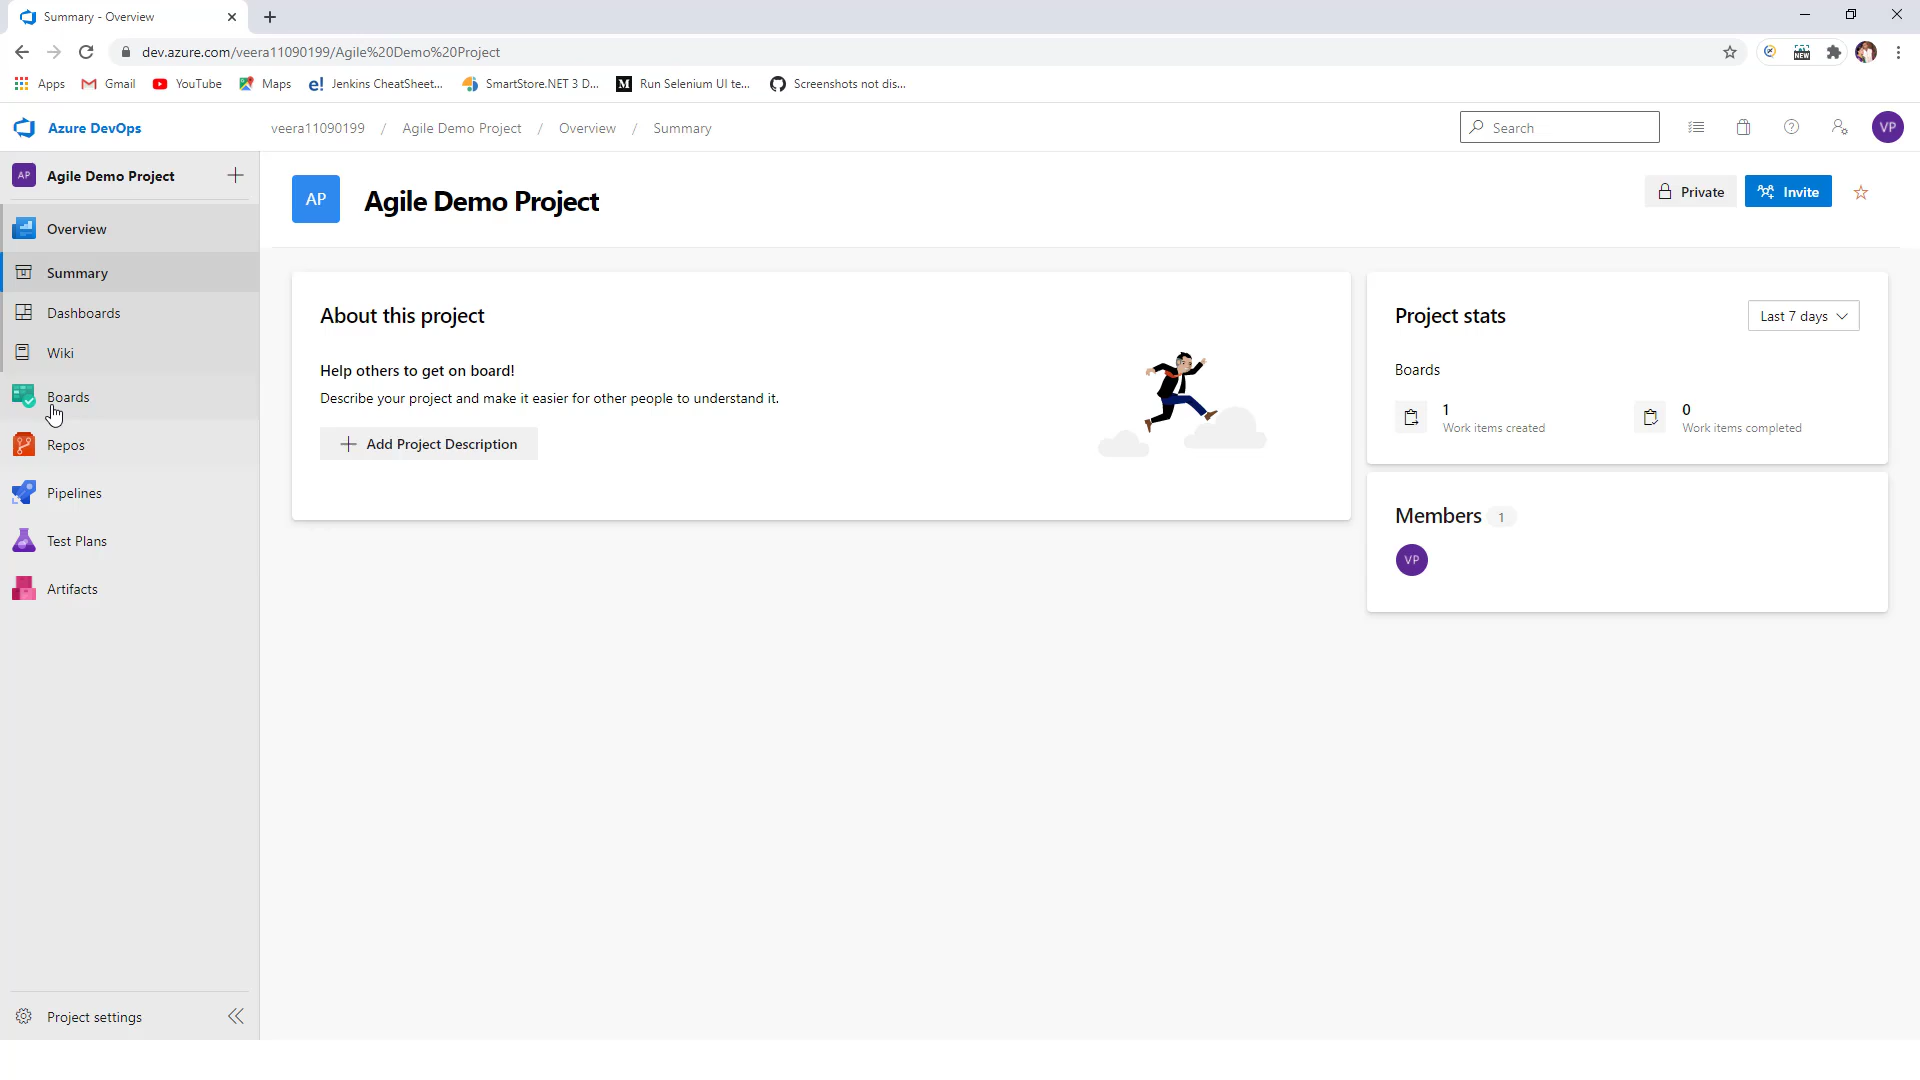 Summary - Overview
dev.azure.com/veera11090199/Agile%20Demo%20Project
Apps Gmail YouTube Maps Jenkins CheatSheet... SmartStore.NET 3 D... Run Selenium UI te... Screenshots not dis...
Azure DevOps veera11090199 / Agile Demo Project / Overview / Summary Search VP
AP Agile Demo Project
AP Agile Demo Project Private Invite
Overview
Summary
Dashboards
Wiki
Boards
Repos
Pipelines
Test Plans
Artifacts
Project settings
About this project
Help others to get on board!
Describe your project and make it easier for other people to understand it.
Add Project Description
Project stats Last 7 days
Boards
1
Work items created
0
Work items completed
Members 1
VP